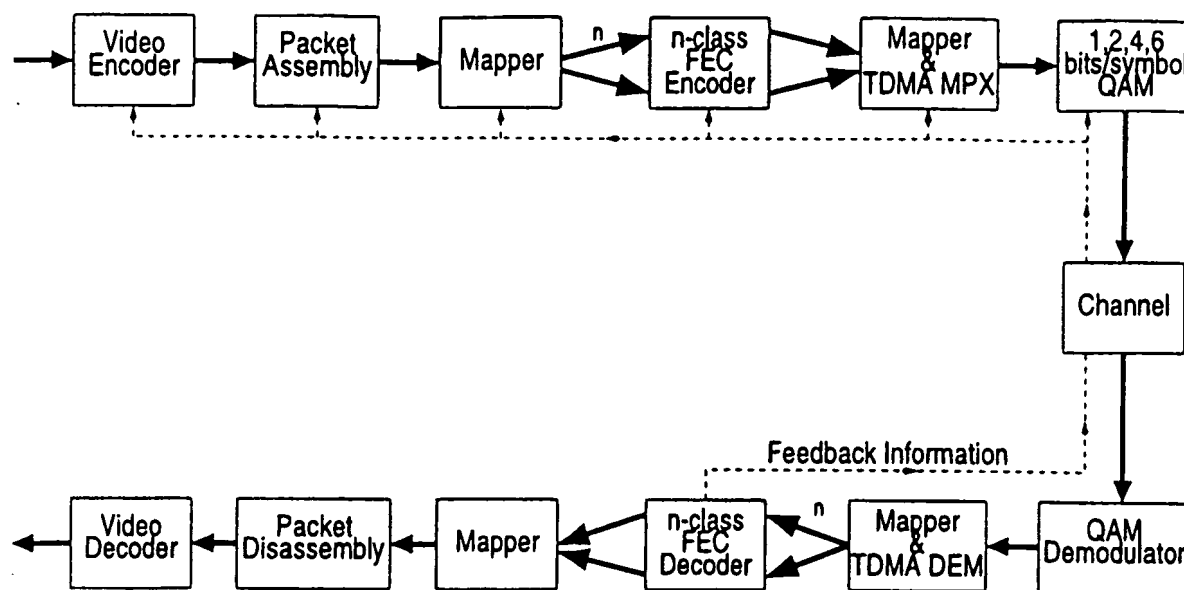 Video
Encoder
Packet
Assembly
Mapper
n
n-class
FEC
Encoder
Mapper
&
TDMA MPX
1,2,4,6
bits/symbol
QAM
Channel
Feedback Information
Video
Decoder
Packet
Disassembly
Mapper
n-class
FEC
Decoder
n
Mapper
&
TDMA DEM
QAM
Demodulator